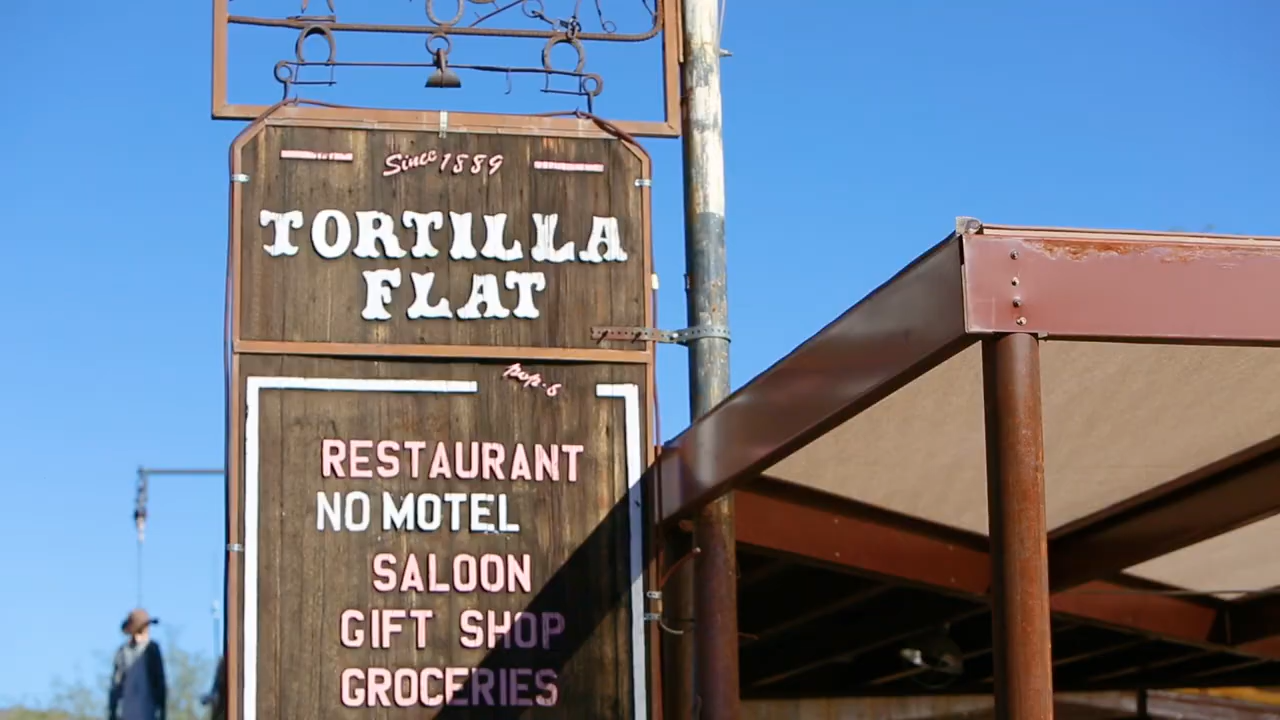 Since 1889
TORTILLA
FLAT
pop. 6
RESTAURANT
NO MOTEL
SALOON
GIFT SHOP
GROCERIES